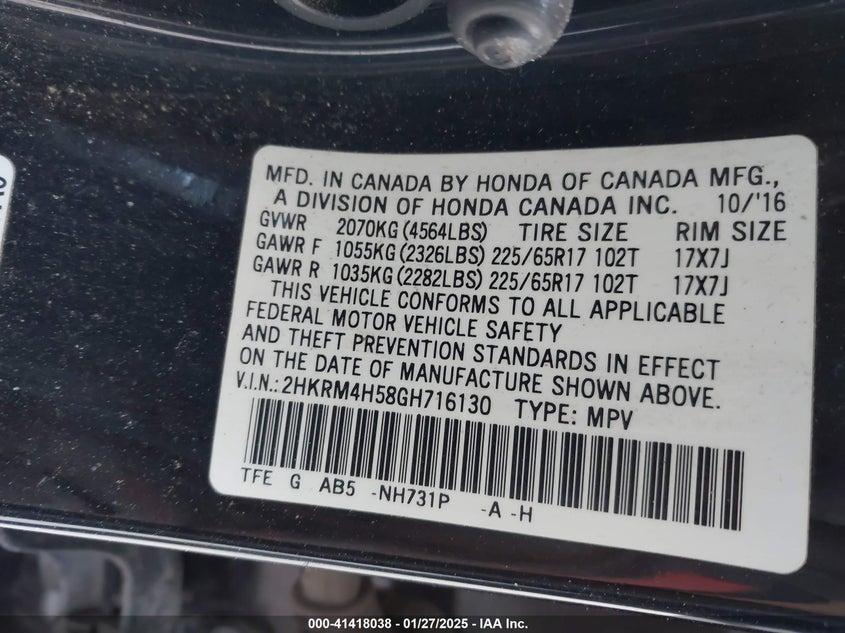 MFD. IN CANADA BY HONDA OF CANADA MFG.,
A DIVISION OF HONDA CANADA INC. 10/'16
GVWR 2070KG (4564LBS) TIRE SIZE RIM SIZE
GAWR F 1055KG (2326LBS) 225/65R17 102T 17X7J
GAWR R 1035KG (2282LBS) 225/65R17 102T 17X7J
THIS VEHICLE CONFORMS TO ALL APPLICABLE
FEDERAL MOTOR VEHICLE SAFETY
AND THEFT PREVENTION STANDARDS IN EFFECT
ON THE DATE OF MANUFACTURE SHOWN ABOVE.
V.I.N.: 2HKRM4H58GH716130 TYPE: MPV
TFE G AB5 -NH731P -A -H
000-41418038 - 01/27/2025 - IAA Inc.